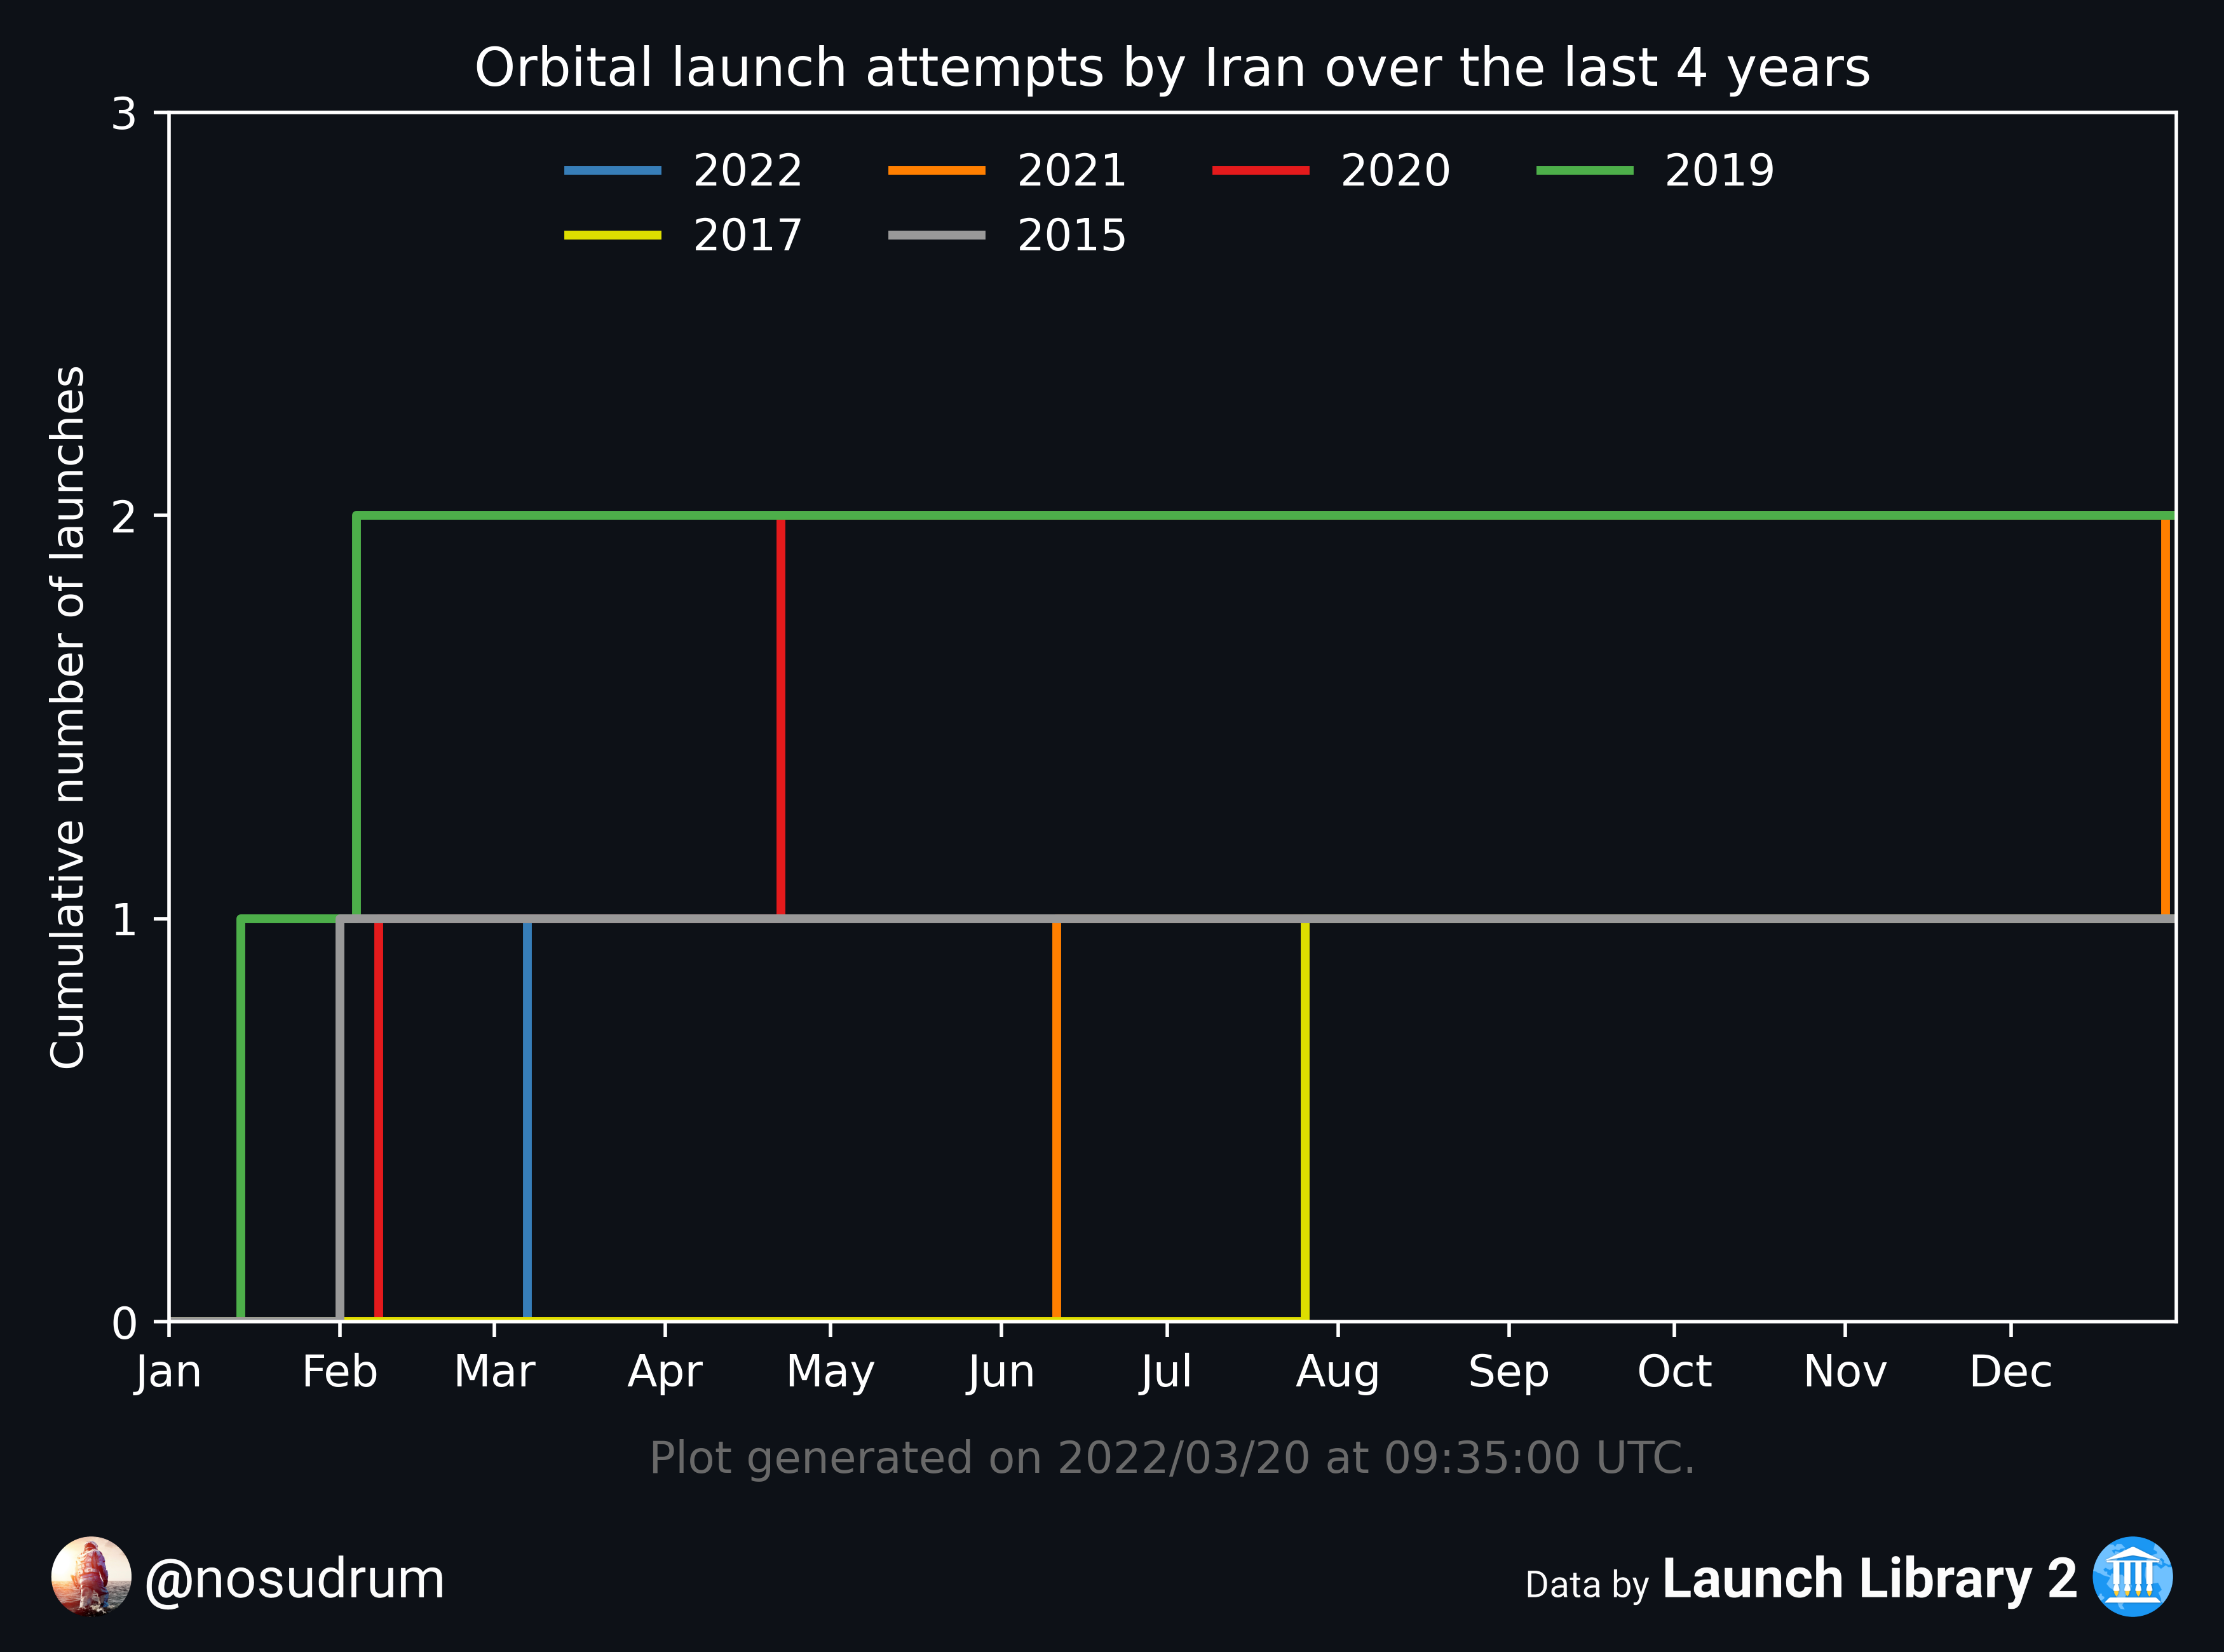 Orbital launch attempts by Iran over the last 4 years
3
2022 2021 2020 2019
2017 2015
Cumulative number of launches
2
1
0
Jan Feb Mar Apr May Jun Jul Aug Sep Oct Nov Dec
Plot generated on 2022/03/20 at 09:35:00 UTC.
@nosudrum
Data by Launch Library 2